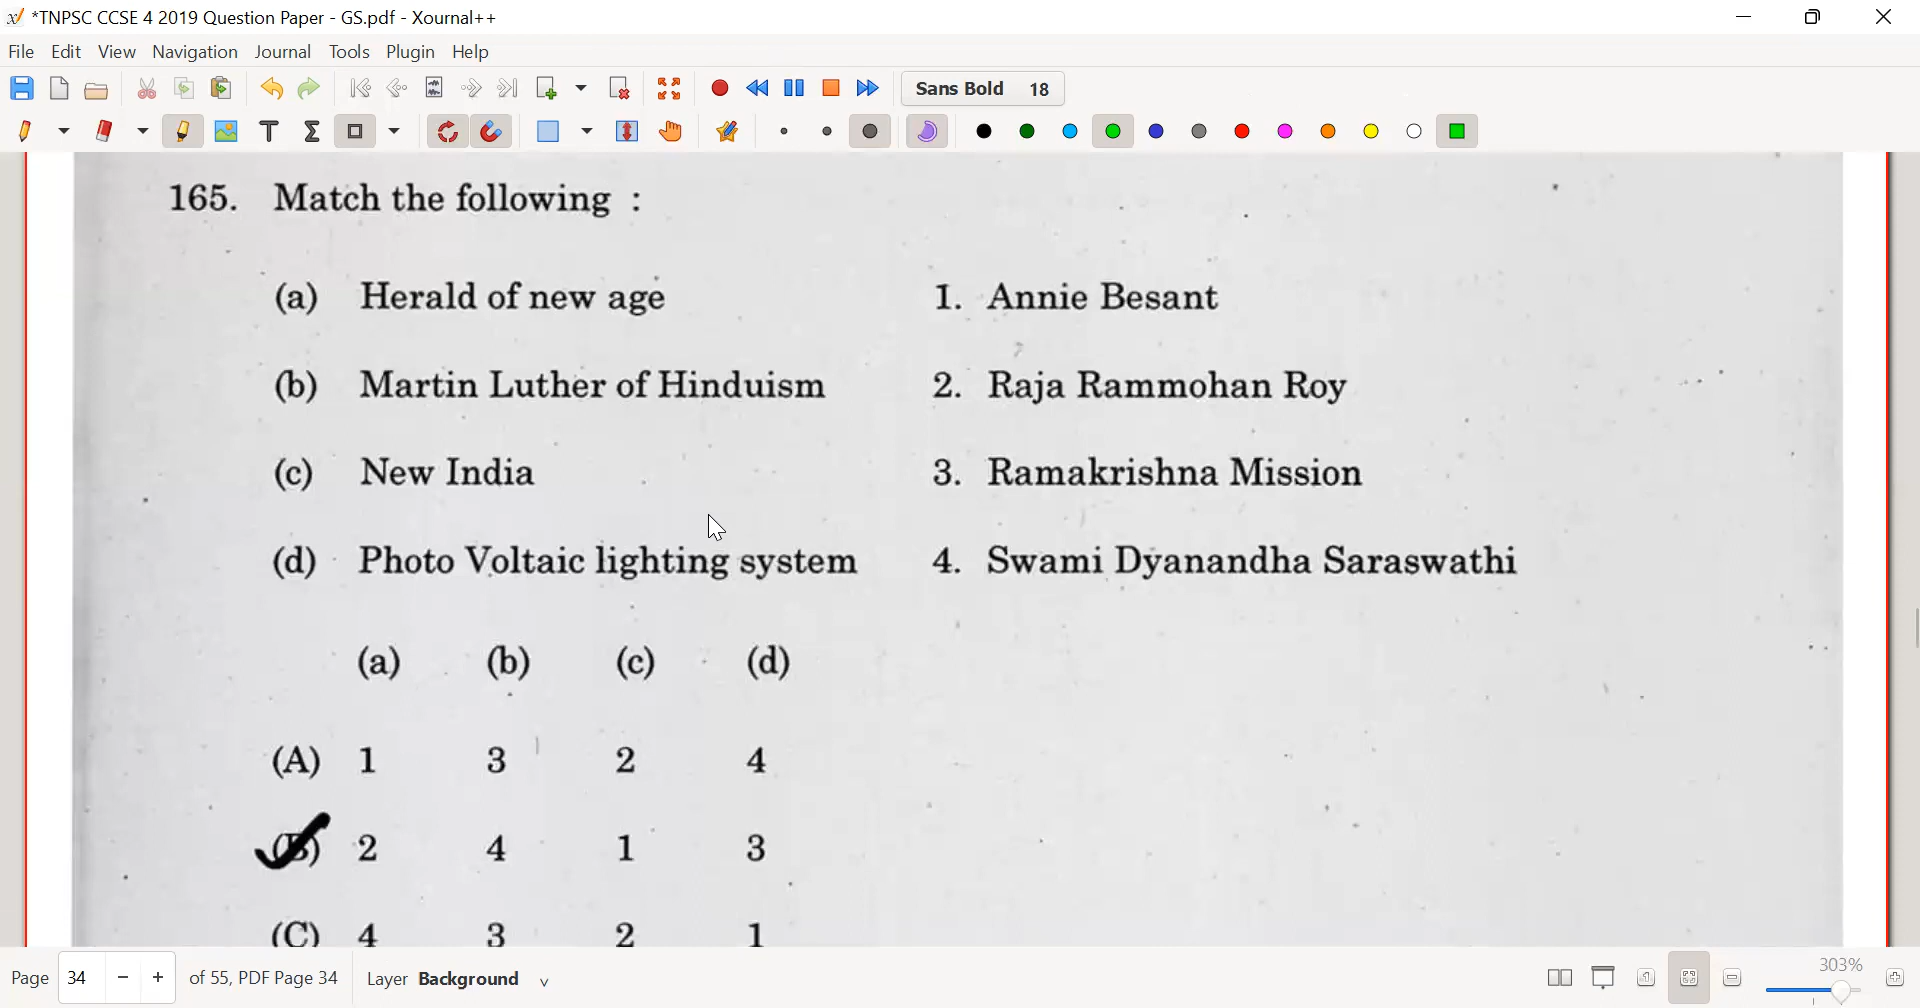 *TNPSC CCSE 4 2019 Question Paper - GS.pdf - Xournal++
File Edit View Navigation Journal Tools Plugin Help
Sans Bold 18
165. Match the following :
(a) Herald of new age 1. Annie Besant
(b) Martin Luther of Hinduism 2. Raja Rammohan Roy
(c) New India 3. Ramakrishna Mission
(d) Photo Voltaic lighting system 4. Swami Dyanandha Saraswathi
(a) (b) (c) (d)
(A) 1 3 2 4
(B) 2 4 1 3
(C) 4 3 2 1
Page 34 − + of 55, PDF Page 34 Layer Background 303%